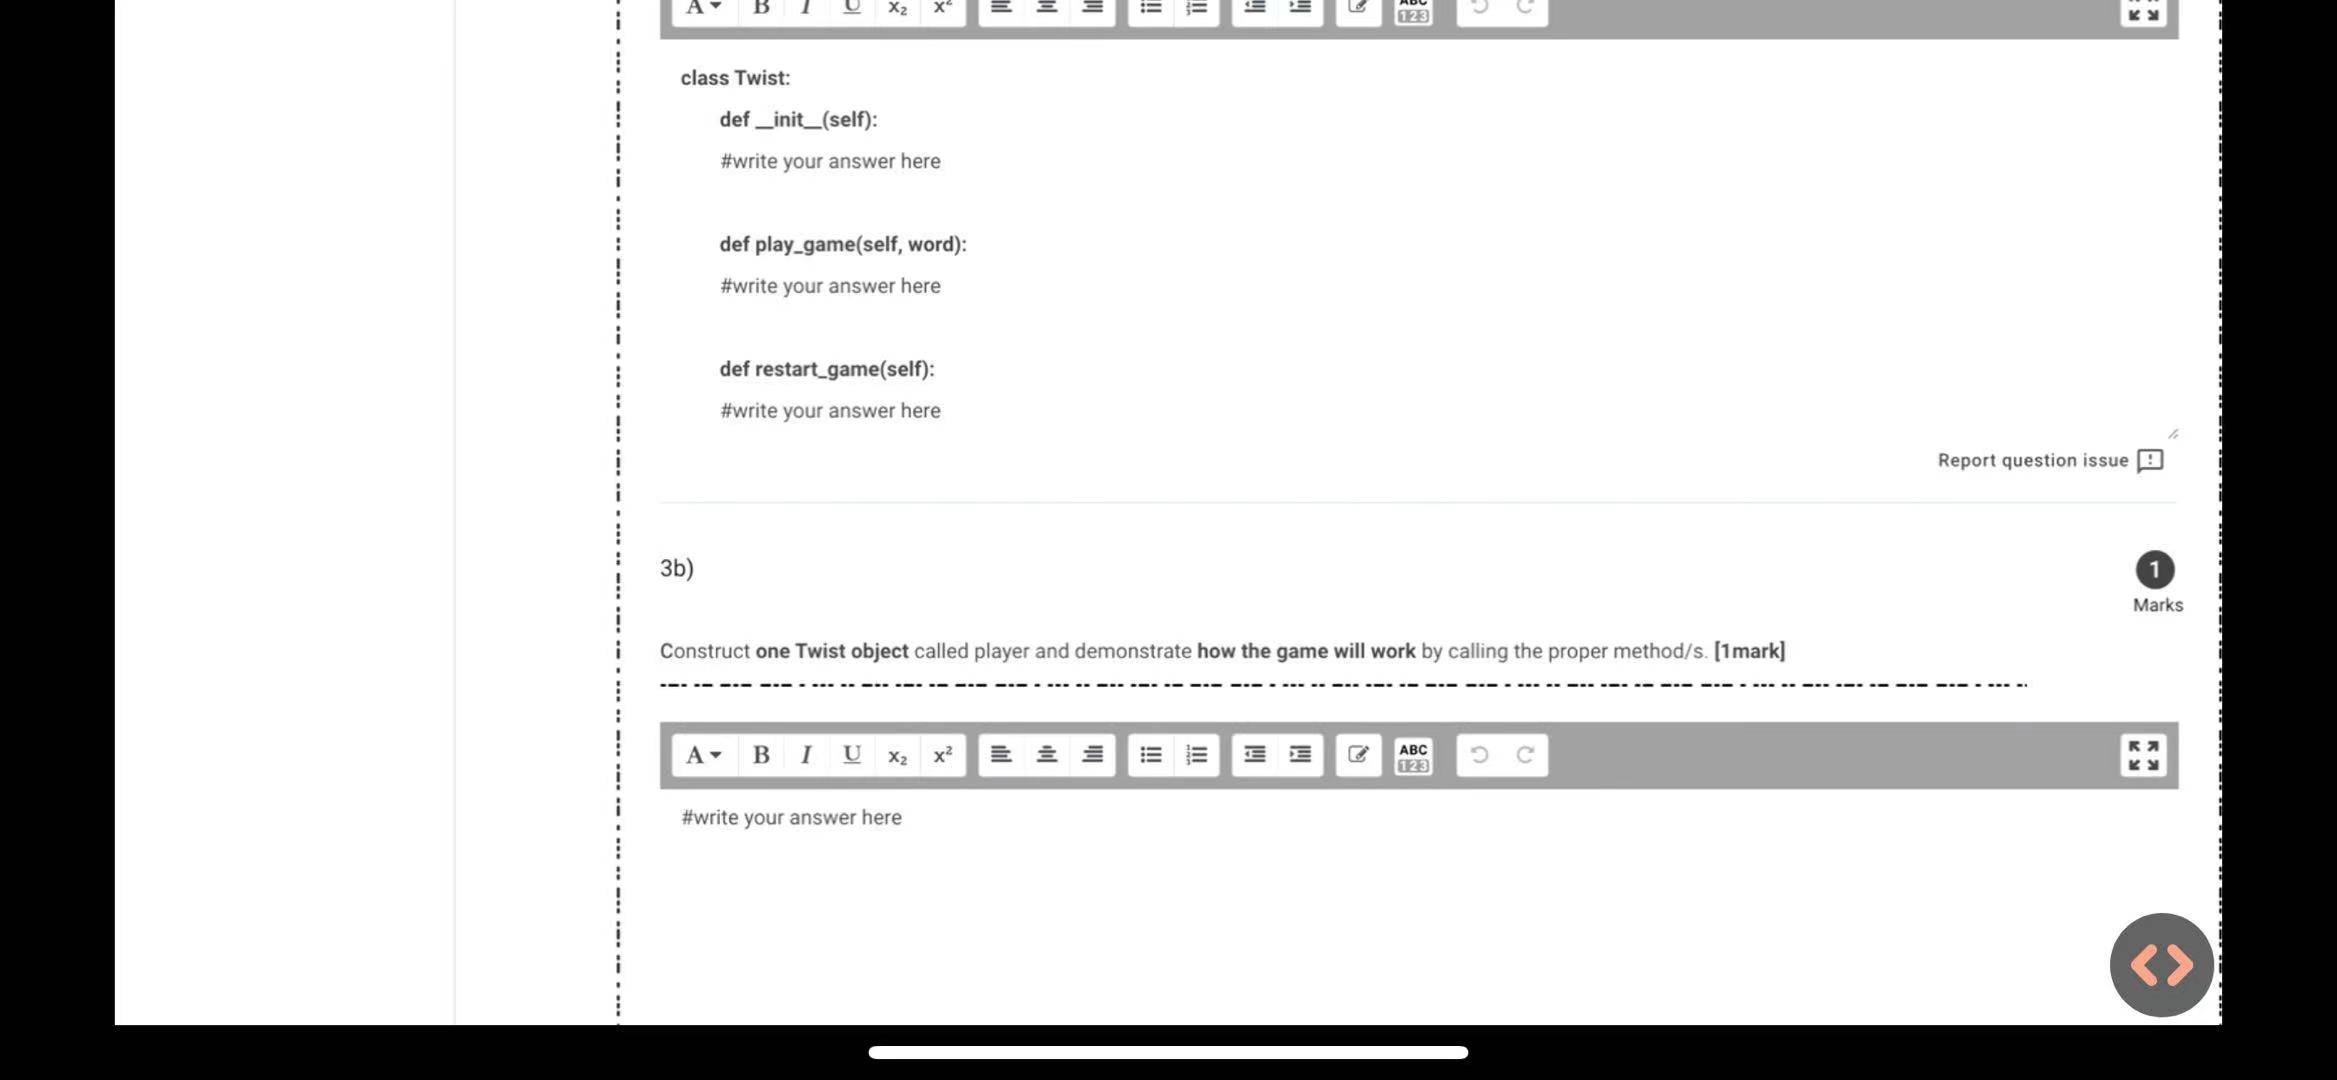 A B I U x₂ x² ABC 123
class Twist:
def __init__(self):
#write your answer here
def play_game(self, word):
#write your answer here
def restart_game(self):
#write your answer here
Report question issue
3b)
1
Marks
Construct one Twist object called player and demonstrate how the game will work by calling the proper method/s. [1mark]
A B I U x₂ x² ABC 123
#write your answer here